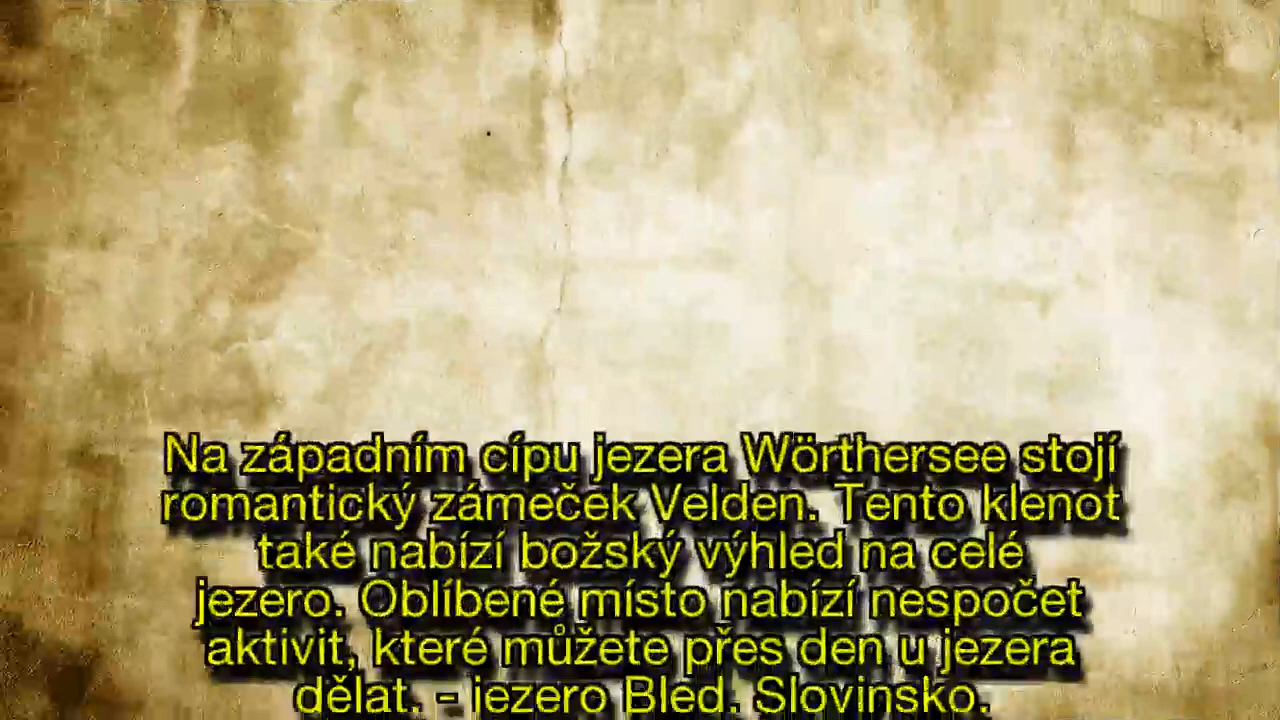 Na západním cípu jezera Wörthersee stojí
romantický zámeček Velden. Tento klenot
také nabízí božský výhled na celé
jezero. Oblíbené místo nabízí nespočet
aktivit, které můžete přes den u jezera
dělat. - jezero Bled. Slovinsko.